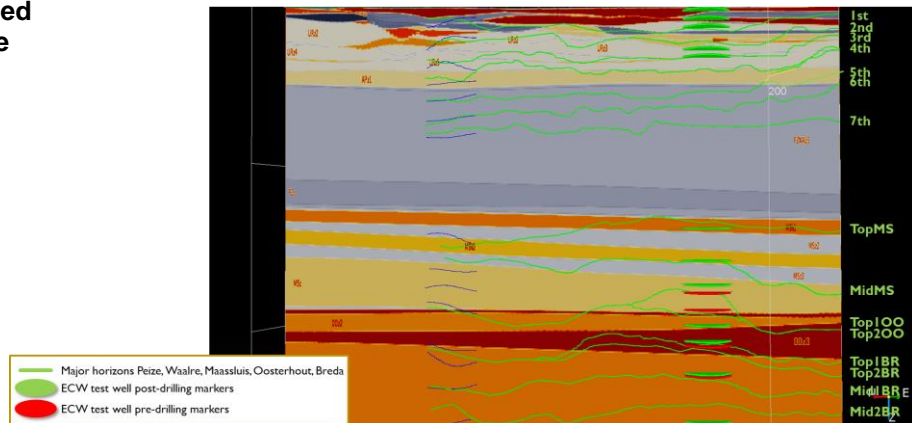 ed
e
1st
2nd
3rd
4th
5th
6th
200
7th
TopMS
MidMS
Top1OO
Top2OO
Top1BR
Top2BR
Mid1BR
Mid2BR
E
Z
Major horizons Peize, Waalre, Maassluis, Oosterhout, Breda
ECW test well post-drilling markers
ECW test well pre-drilling markers